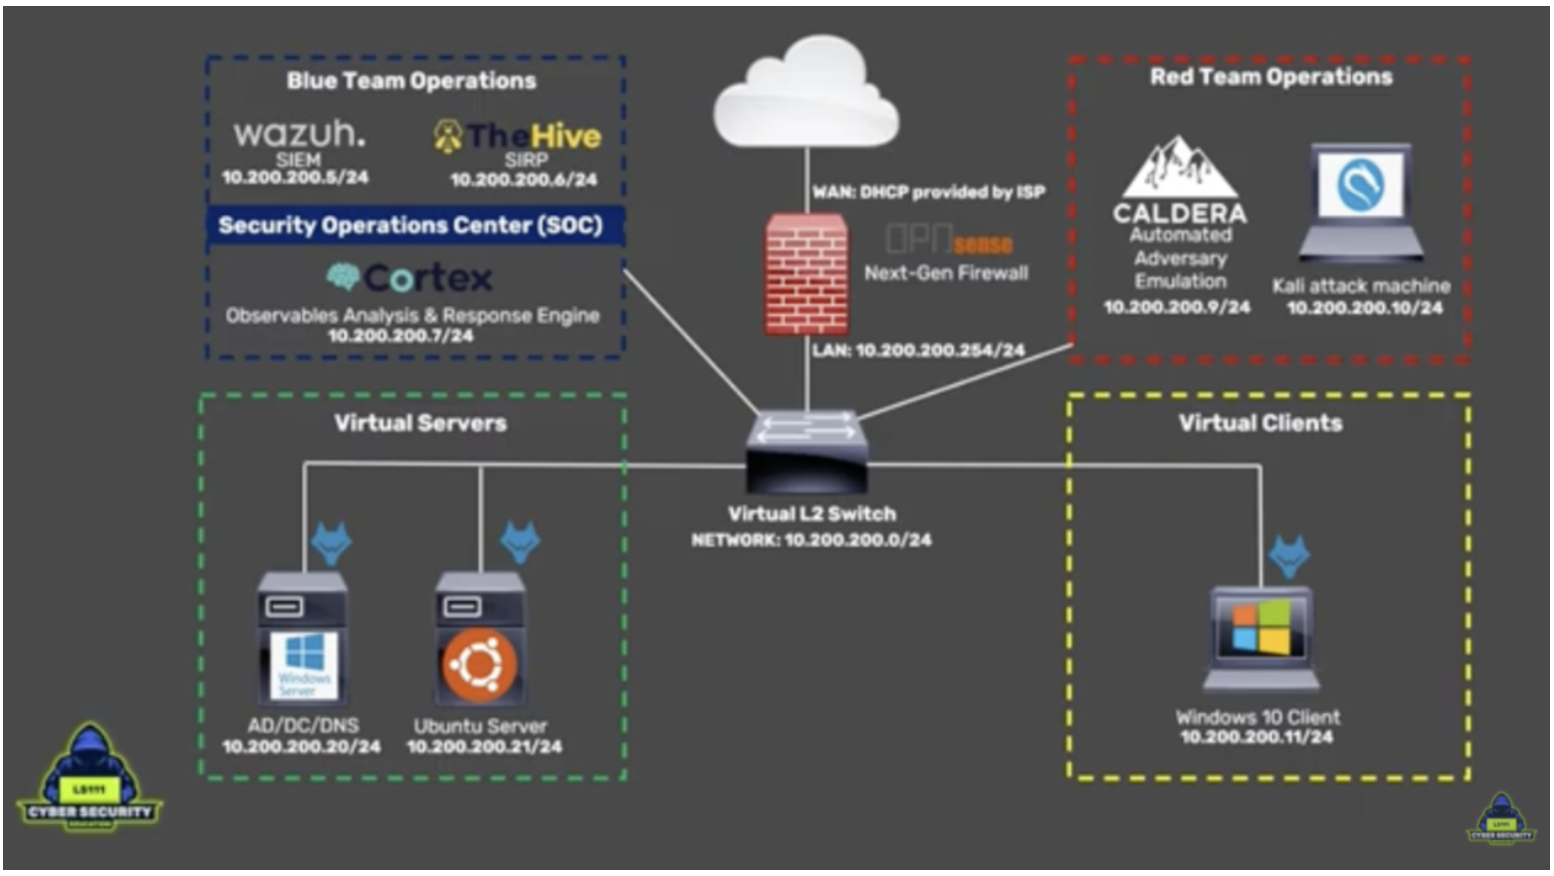 Blue Team Operations
wazuh.
SIEM
10.200.200.5/24
TheHive
SIRP
10.200.200.6/24
Security Operations Center (SOC)
Cortex
Observables Analysis & Response Engine
10.200.200.7/24
WAN: DHCP provided by ISP
OPNsense
Next-Gen Firewall
LAN: 10.200.200.254/24
Red Team Operations
CALDERA
Automated
Adversary
Emulation
10.200.200.9/24
Kali attack machine
10.200.200.10/24
Virtual Servers
Virtual L2 Switch
NETWORK: 10.200.200.0/24
Windows
Server
AD/DC/DNS
10.200.200.20/24
Ubuntu Server
10.200.200.21/24
Virtual Clients
Windows 10 Client
10.200.200.11/24
LS111
CYBER SECURITY
EDUCATION
LS111
CYBER SECURITY